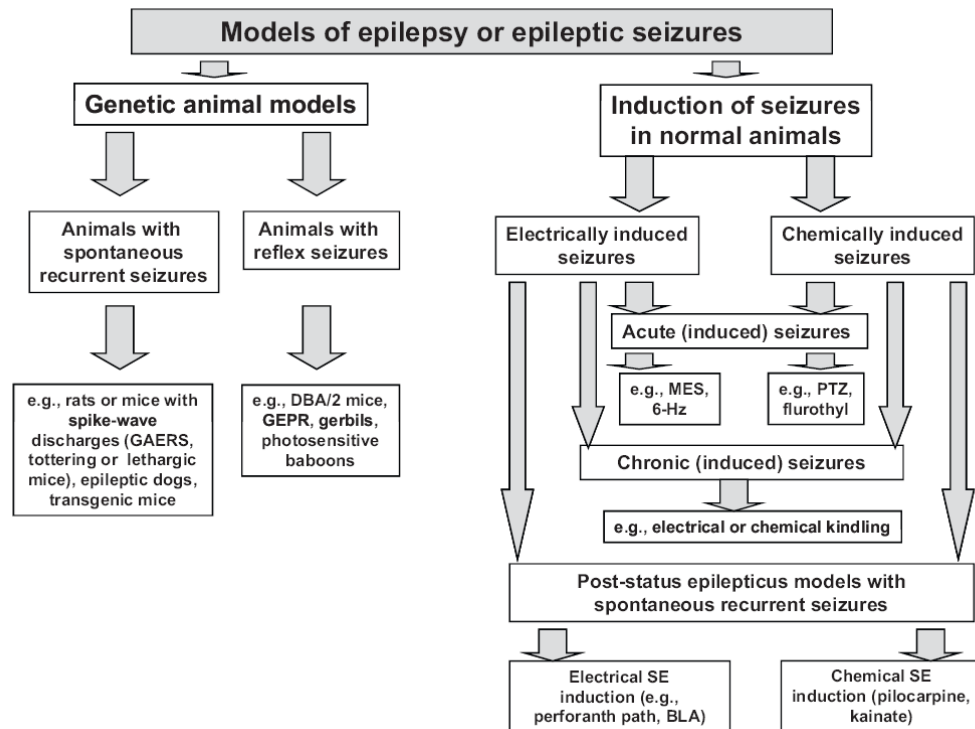 Models of epilepsy or epileptic seizures
Genetic animal models
Induction of seizures
in normal animals
Animals with
spontaneous
recurrent seizures
Animals with
reflex seizures
Electrically induced
seizures
Chemically induced
seizures
Acute (induced) seizures
e.g., rats or mice with
spike-wave
discharges (GAERS,
tottering or lethargic
mice), epileptic dogs,
transgenic mice
e.g., DBA/2 mice,
GEPR, gerbils,
photosensitive
baboons
e.g., MES,
6-Hz
e.g., PTZ,
flurothyl
Chronic (induced) seizures
e.g., electrical or chemical kindling
Post-status epilepticus models with
spontaneous recurrent seizures
Electrical SE
induction (e.g.,
perforanth path, BLA)
Chemical SE
induction (pilocarpine,
kainate)